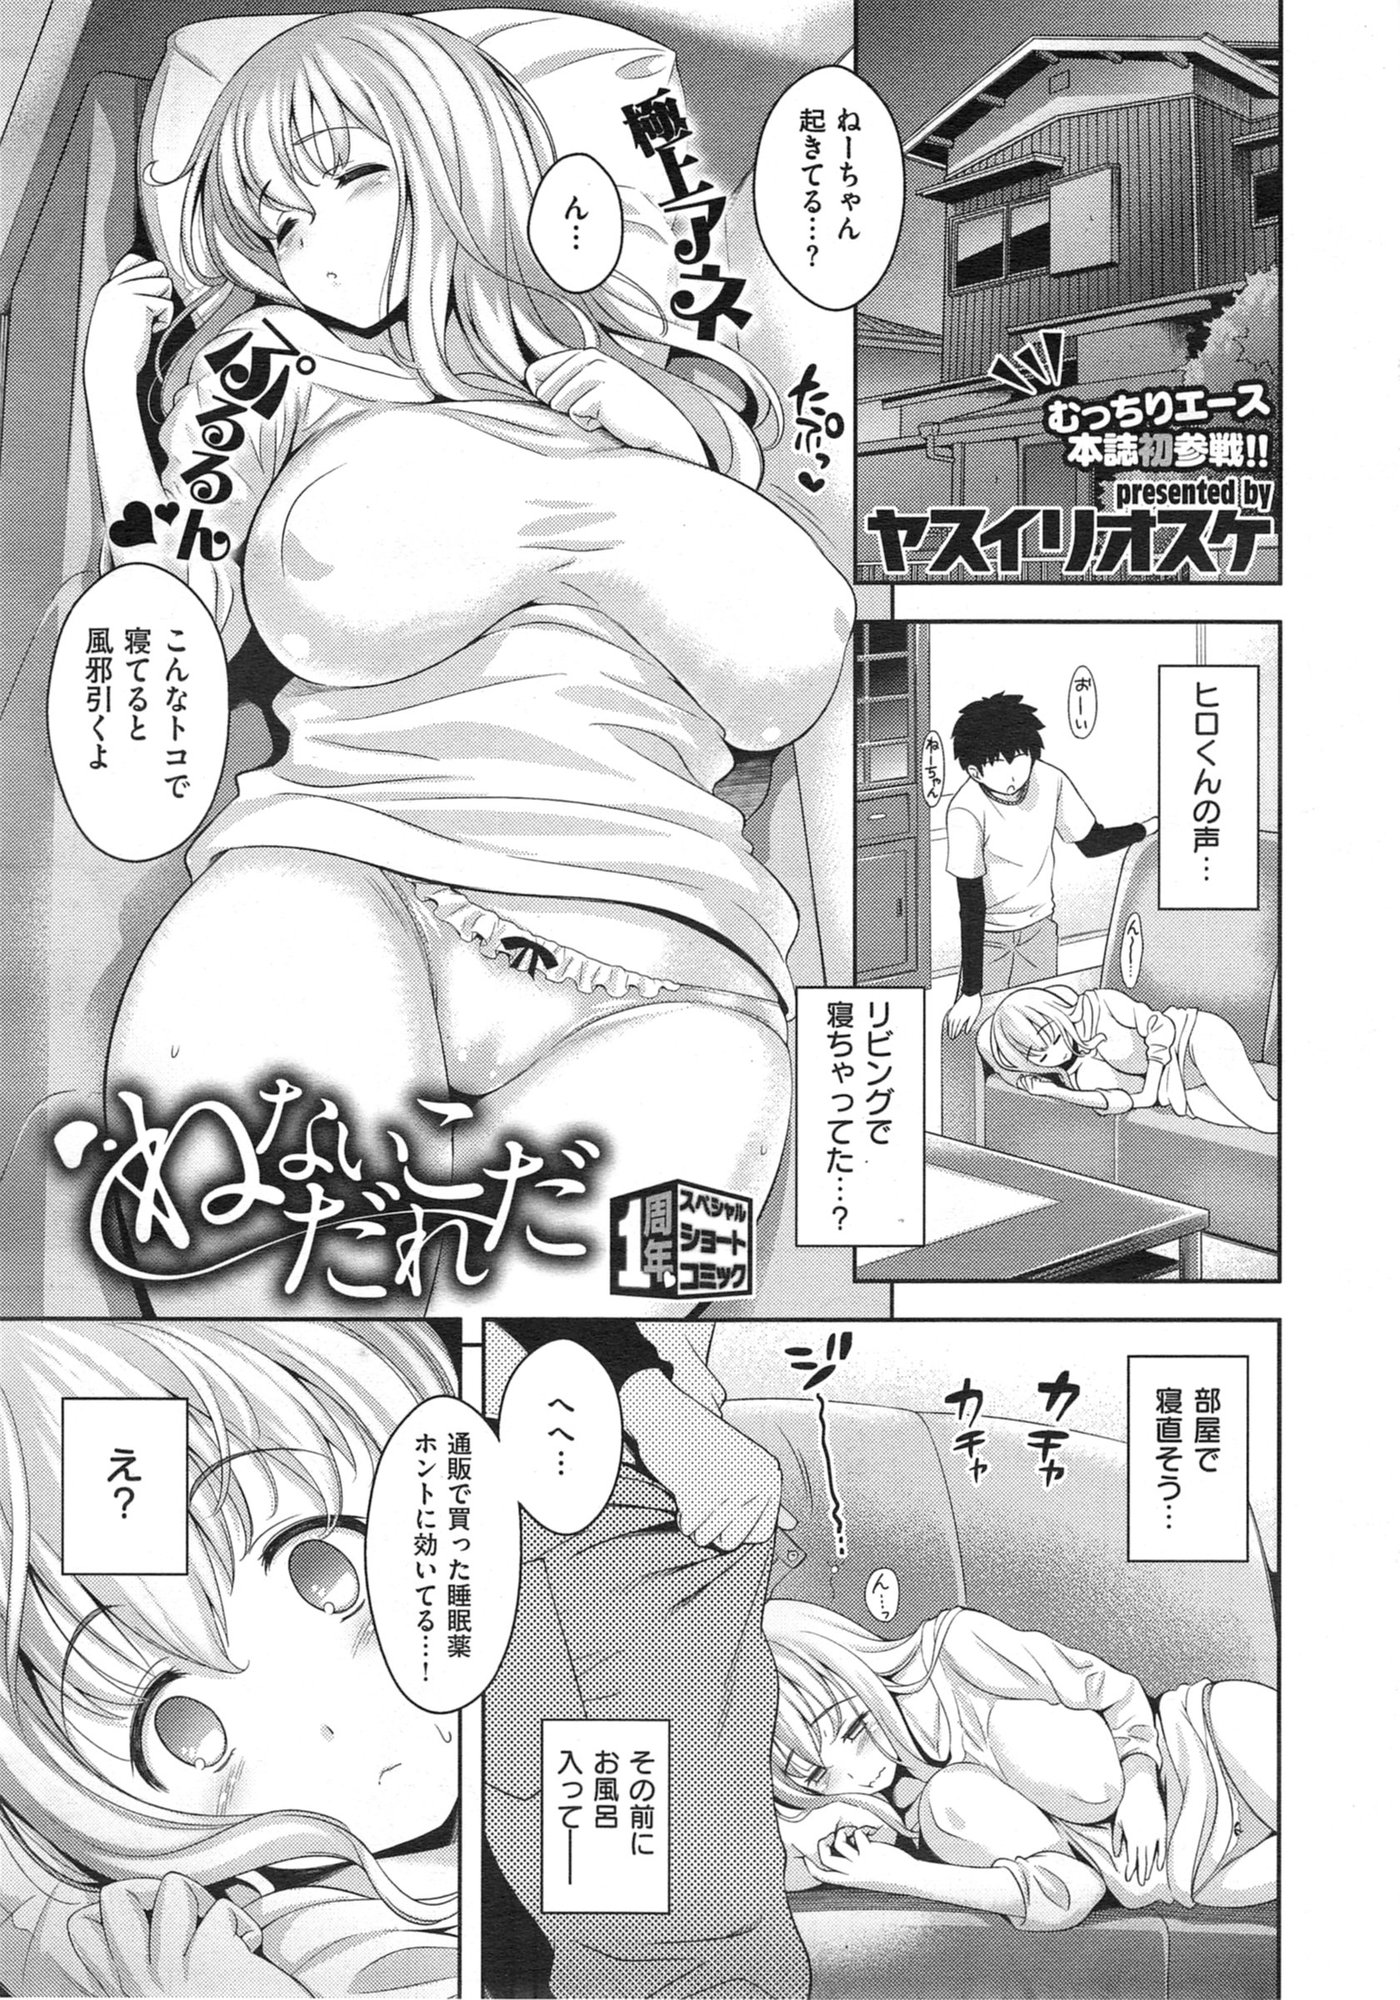 むっちりエース
本誌初参戦!!
presented by
ヤスイリオスケ
ねーちゃん
起きてる…?
ん…
極上アネ
ぷるるん
たぷっ
こんなトコで
寝てると
風邪引くよ
ねないこだ
だれだ
1周年
スペシャル
ショート
コミック
ヒロくんの声…
おーい
ねーちゃん
ん~…
リビングで
寝ちゃってた…?
部屋で
寝直そう…
カチャ
カチャ
ジ
ん…っ
その前に
お風呂
入って――
へへ…
通販で買った睡眠薬
ホントに効いてる…!
え?